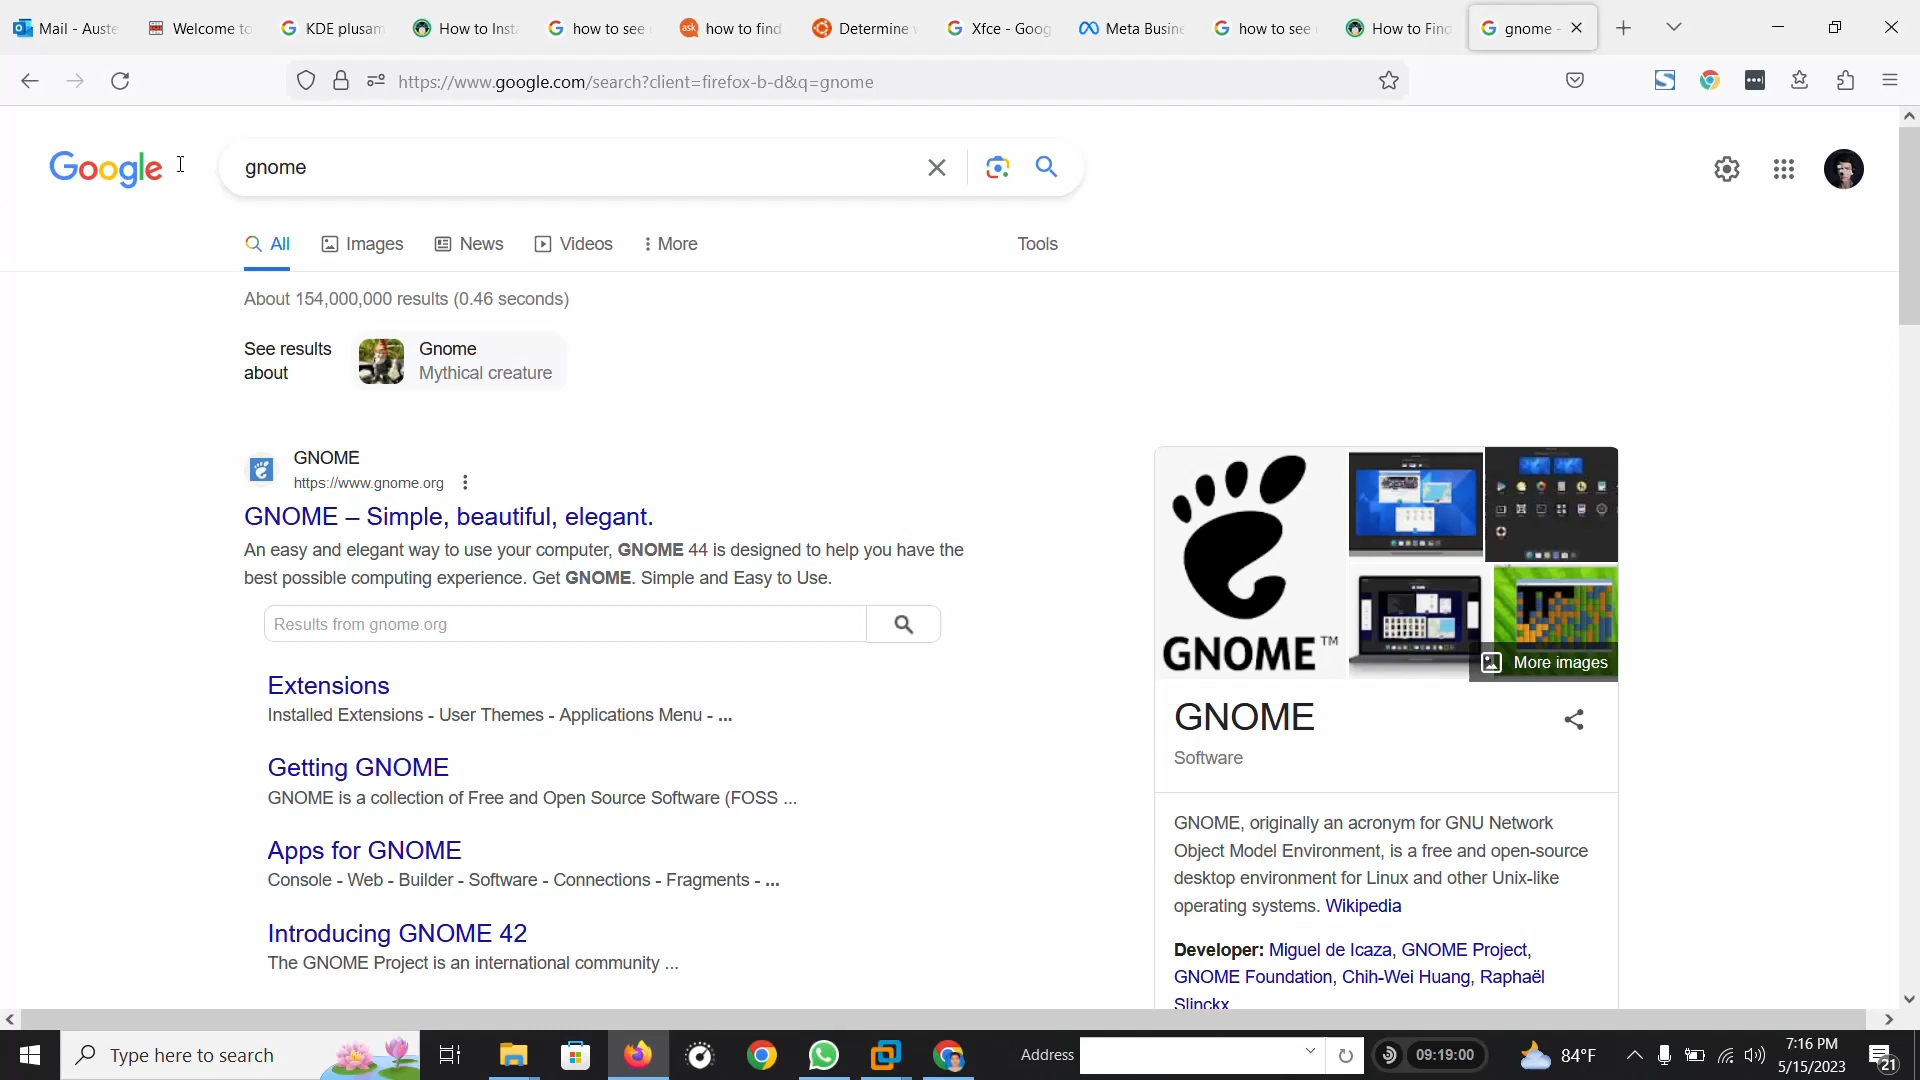 Mail - Auste
Welcome to
KDE plusam
How to Inst
how to see
how to find
Determine
Xfce - Goog
Meta Busin
how to see
How to Find
gnome -
https://www.google.com/search?client=firefox-b-d&q=gnome
Google
gnome
All
Images
News
Videos
More
Tools
About 154,000,000 results (0.46 seconds)
See results
about
Gnome
Mythical creature
GNOME
https://www.gnome.org
GNOME – Simple, beautiful, elegant.
An easy and elegant way to use your computer, GNOME 44 is designed to help you have the
best possible computing experience. Get GNOME. Simple and Easy to Use.
Results from gnome.org
Extensions
Installed Extensions - User Themes - Applications Menu - ...
Getting GNOME
GNOME is a collection of Free and Open Source Software (FOSS ...
Apps for GNOME
Console - Web - Builder - Software - Connections - Fragments - ...
Introducing GNOME 42
The GNOME Project is an international community ...
GNOME™
More images
GNOME
Software
GNOME, originally an acronym for GNU Network
Object Model Environment, is a free and open-source
desktop environment for Linux and other Unix-like
operating systems. Wikipedia
Developer: Miguel de Icaza, GNOME Project,
GNOME Foundation, Chih-Wei Huang, Raphaël
Slinckx
Type here to search
Address
09:19:00
84°F
7:16 PM
5/15/2023
21